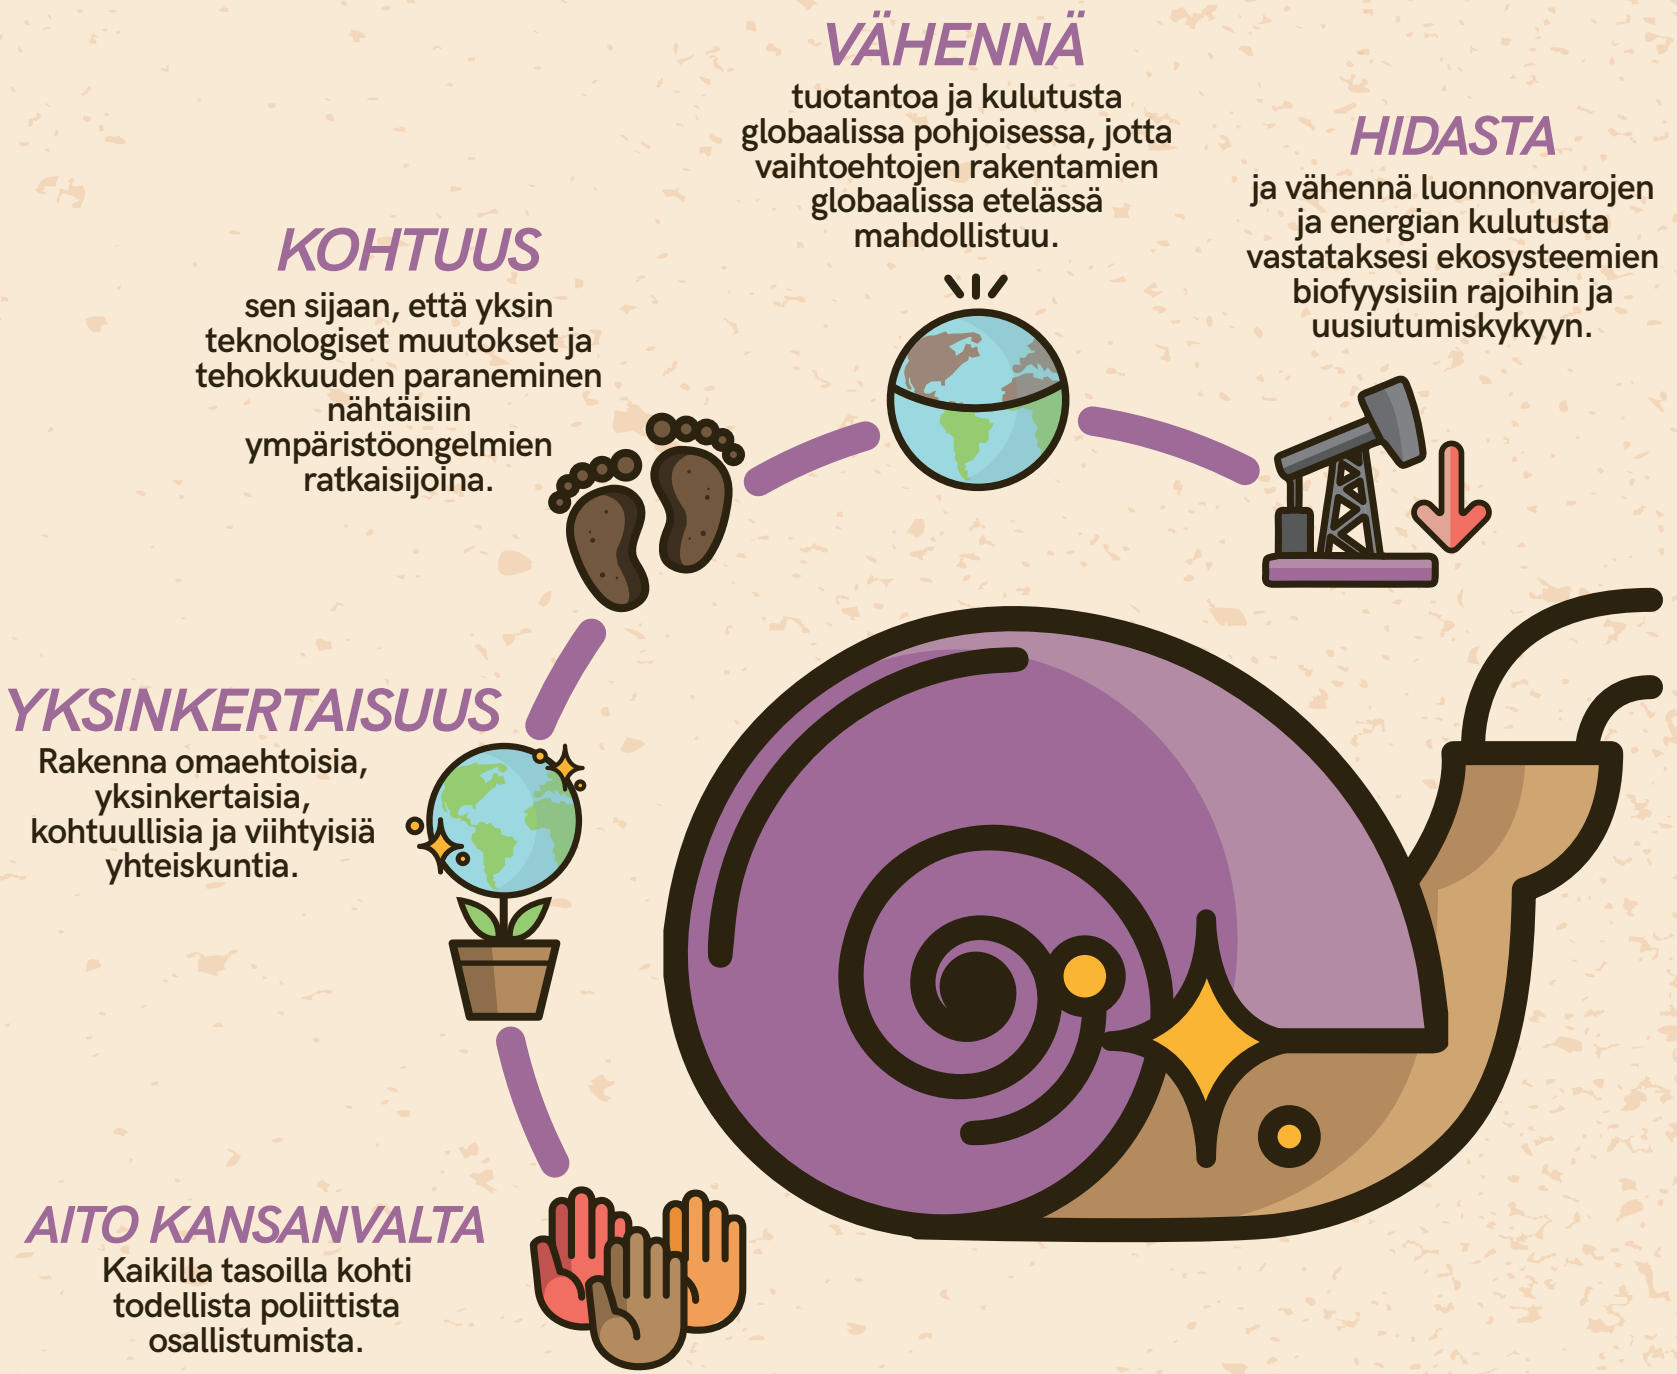 VÄHENNÄ
tuotantoa ja kulutusta
globaalissa pohjoisessa, jotta
vaihtoehtojen rakentamien
globaalissa etelässä
mahdollistuu.
HIDASTA
ja vähennä luonnonvarojen
ja energian kulutusta
vastataksesi ekosysteemien
biofyysisiin rajoihin ja
uusiutumiskykyyn.
KOHTUUS
sen sijaan, että yksin
teknologiset muutokset ja
tehokkuuden paraneminen
nähtäisiin
ympäristöongelmien
ratkaisijoina.
YKSINKERTAISUUS
Rakenna omaehtoisia,
yksinkertaisia,
kohtuullisia ja viihtyisiä
yhteiskuntia.
AITO KANSANVALTA
Kaikilla tasoilla kohti
todellista poliittista
osallistumista.